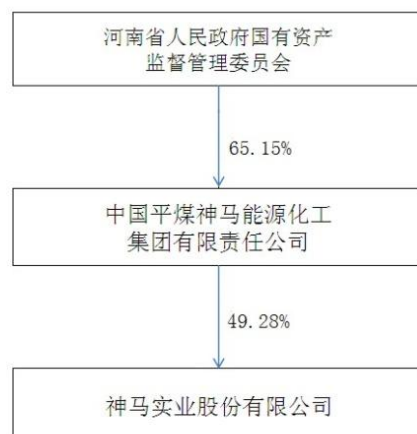 河南省人民政府国有资产
监督管理委员会
65.15%
中国平煤神马能源化工
集团有限责任公司
49.28%
神马实业股份有限公司